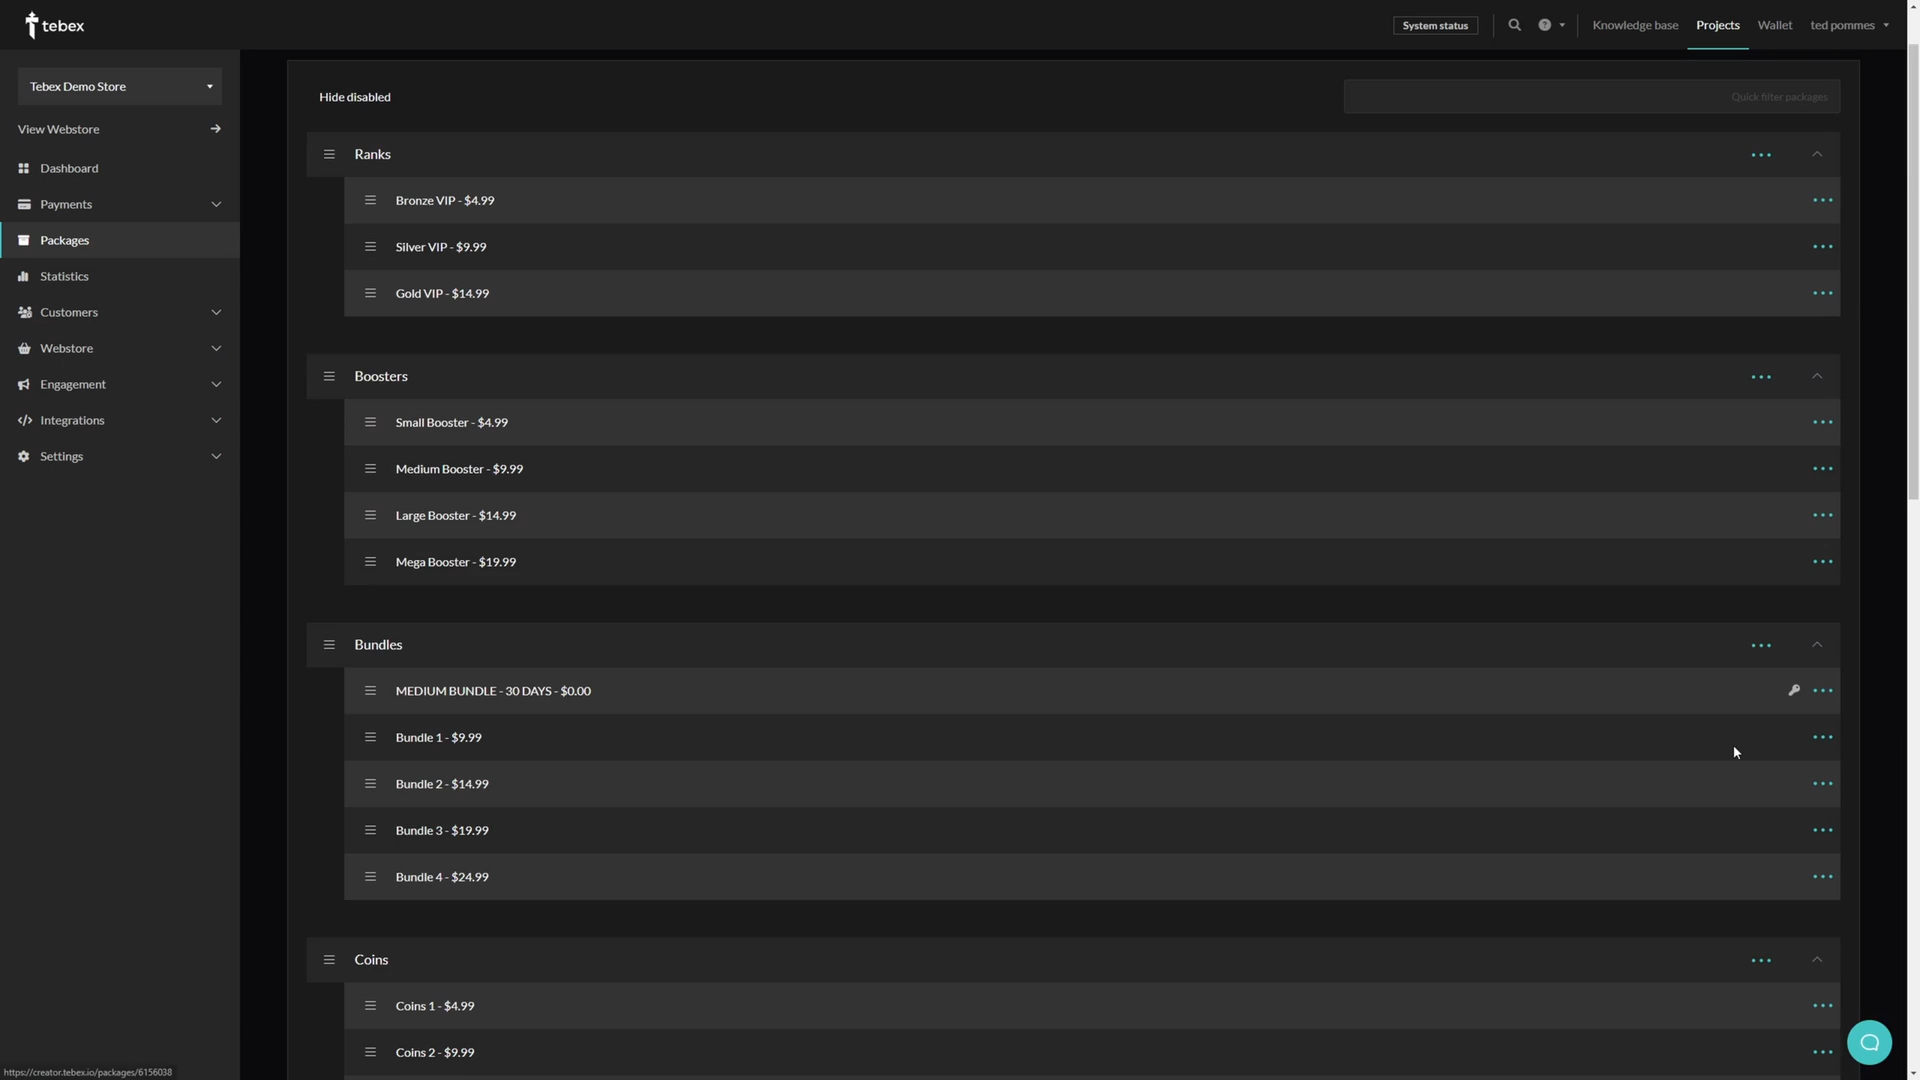 tebex
System status
Knowledge base
Projects
Wallet
ted pommes
Tebex Demo Store
View Webstore
Dashboard
Payments
Packages
Statistics
Customers
Webstore
Engagement
Integrations
Settings
Hide disabled
Quick filter packages
Ranks
Bronze VIP - $4.99
Silver VIP - $9.99
Gold VIP - $14.99
Boosters
Small Booster - $4.99
Medium Booster - $9.99
Large Booster - $14.99
Mega Booster - $19.99
Bundles
MEDIUM BUNDLE - 30 DAYS - $0.00
Bundle 1 - $9.99
Bundle 2 - $14.99
Bundle 3 - $19.99
Bundle 4 - $24.99
Coins
Coins 1 - $4.99
Coins 2 - $9.99
https://creator.tebex.io/packages/6156038